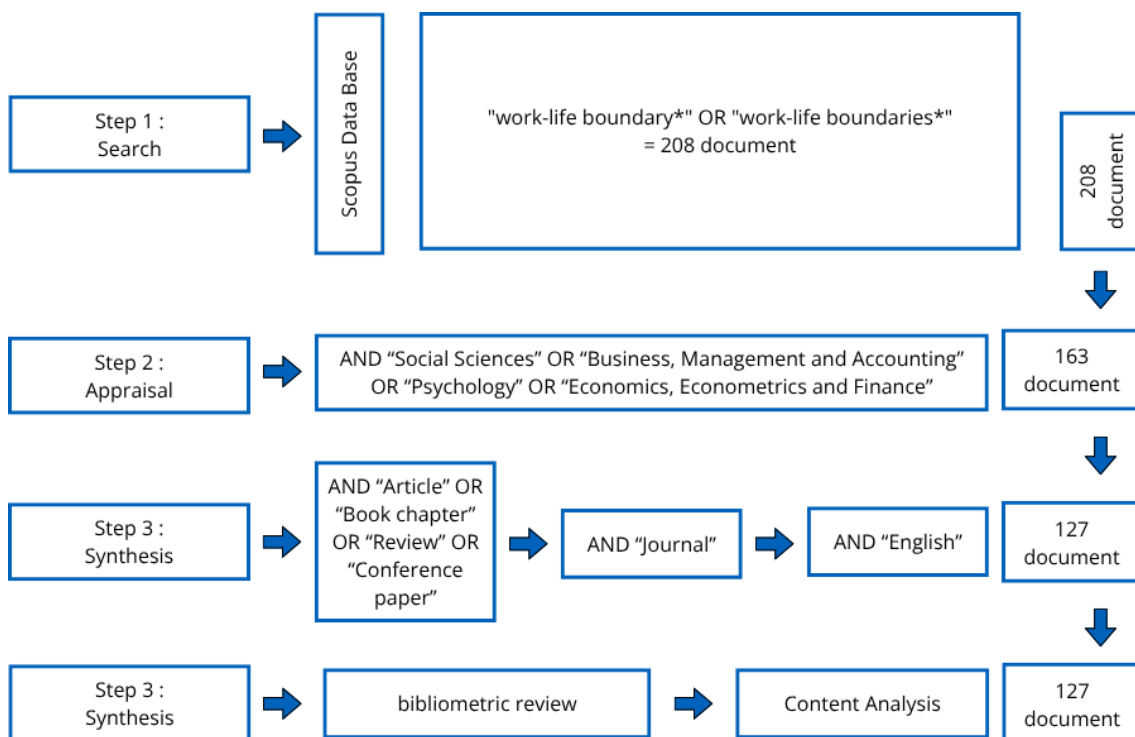 Step 1 :
Search
Scopus Data Base
"work-life boundary*" OR "work-life boundaries*"
= 208 document
208
document
Step 2 :
Appraisal
AND “Social Sciences” OR “Business, Management and Accounting”
OR “Psychology” OR “Economics, Econometrics and Finance”
163
document
Step 3 :
Synthesis
AND “Article” OR
“Book chapter”
OR “Review” OR
“Conference
paper”
AND “Journal”
AND “English”
127
document
Step 3 :
Synthesis
bibliometric review
Content Analysis
127
document